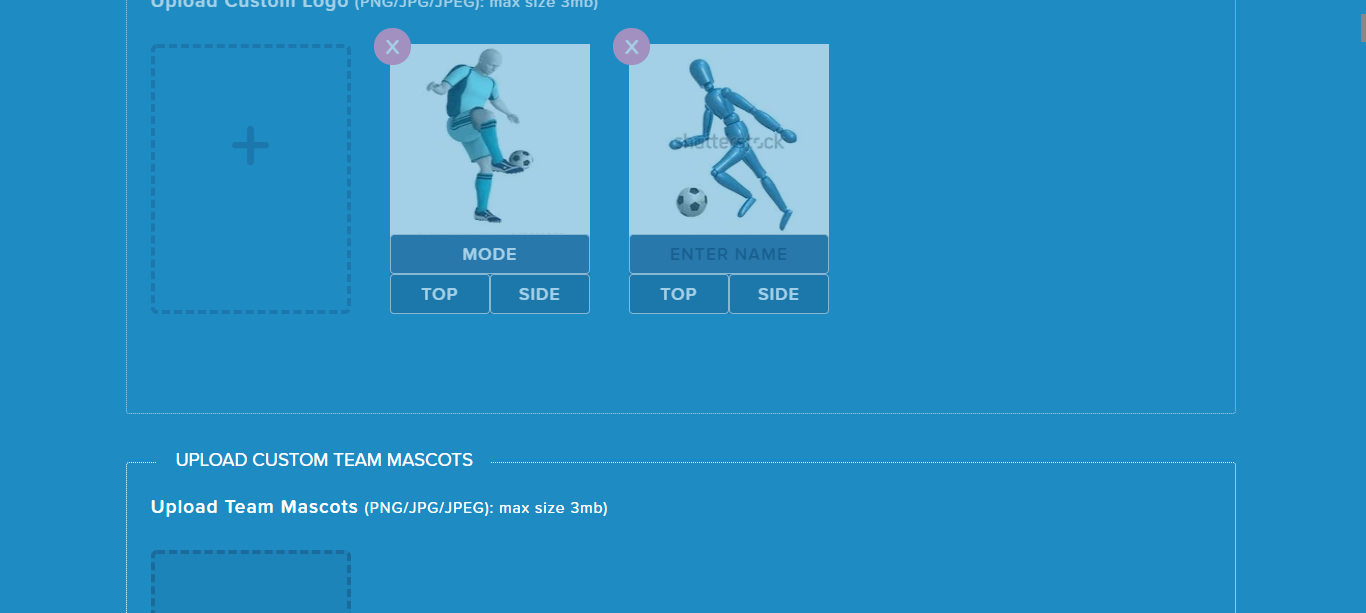 Upload Custom Logo (PNG/JPG/JPEG): max size 3mb)
X X
shutterstock
MODE ENTER NAME
TOP SIDE TOP SIDE
UPLOAD CUSTOM TEAM MASCOTS
Upload Team Mascots (PNG/JPG/JPEG): max size 3mb)